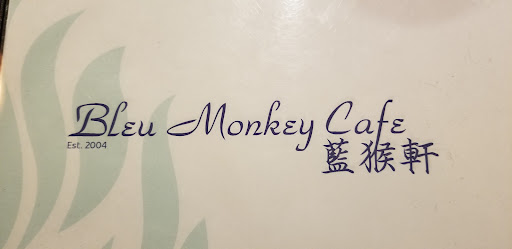 Bleu Monkey Cafe
Est. 2004
藍猴軒